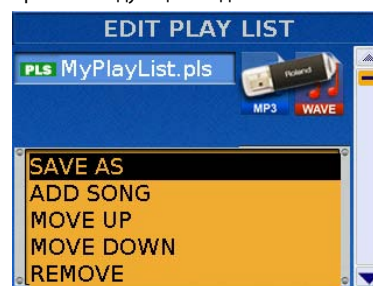 EDIT PLAY LIST
PLS MyPlayList.pls
Roland
MP3 WAVE
SAVE AS
ADD SONG
MOVE UP
MOVE DOWN
REMOVE